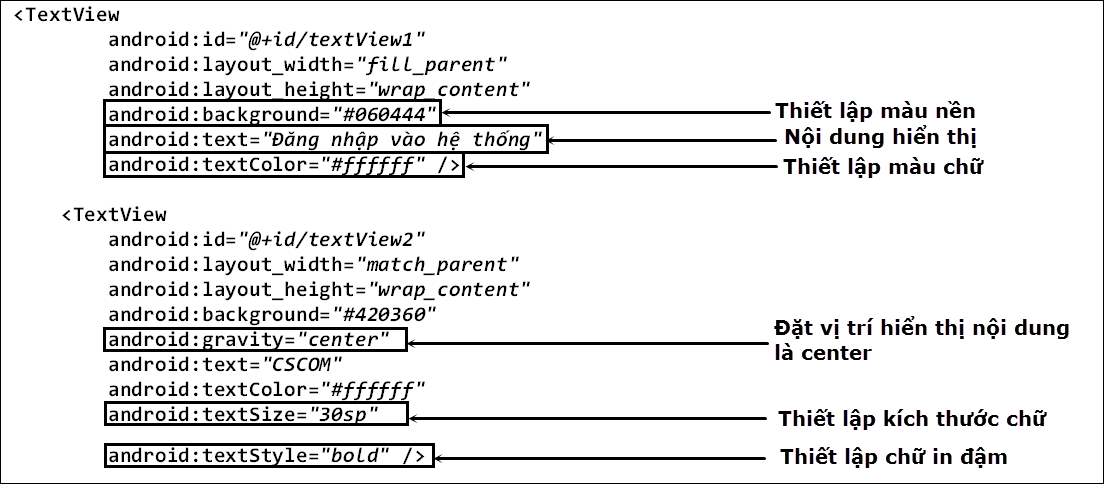 <TextView
android:id="@+id/textView1"
android:layout_width="fill_parent"
android:layout_height="wrap_content"
android:background="#060444" Thiết lập màu nền
android:text="Đăng nhập vào hệ thống" Nội dung hiển thị
android:textColor="#ffffff" /> Thiết lập màu chữ
<TextView
android:id="@+id/textView2"
android:layout_width="match_parent"
android:layout_height="wrap_content"
android:background="#420360"
android:gravity="center" Đặt vị trí hiển thị nội dung
là center
android:text="CSCOM"
android:textColor="#ffffff"
android:textSize="30sp" Thiết lập kích thước chữ
android:textStyle="bold" /> Thiết lập chữ in đậm